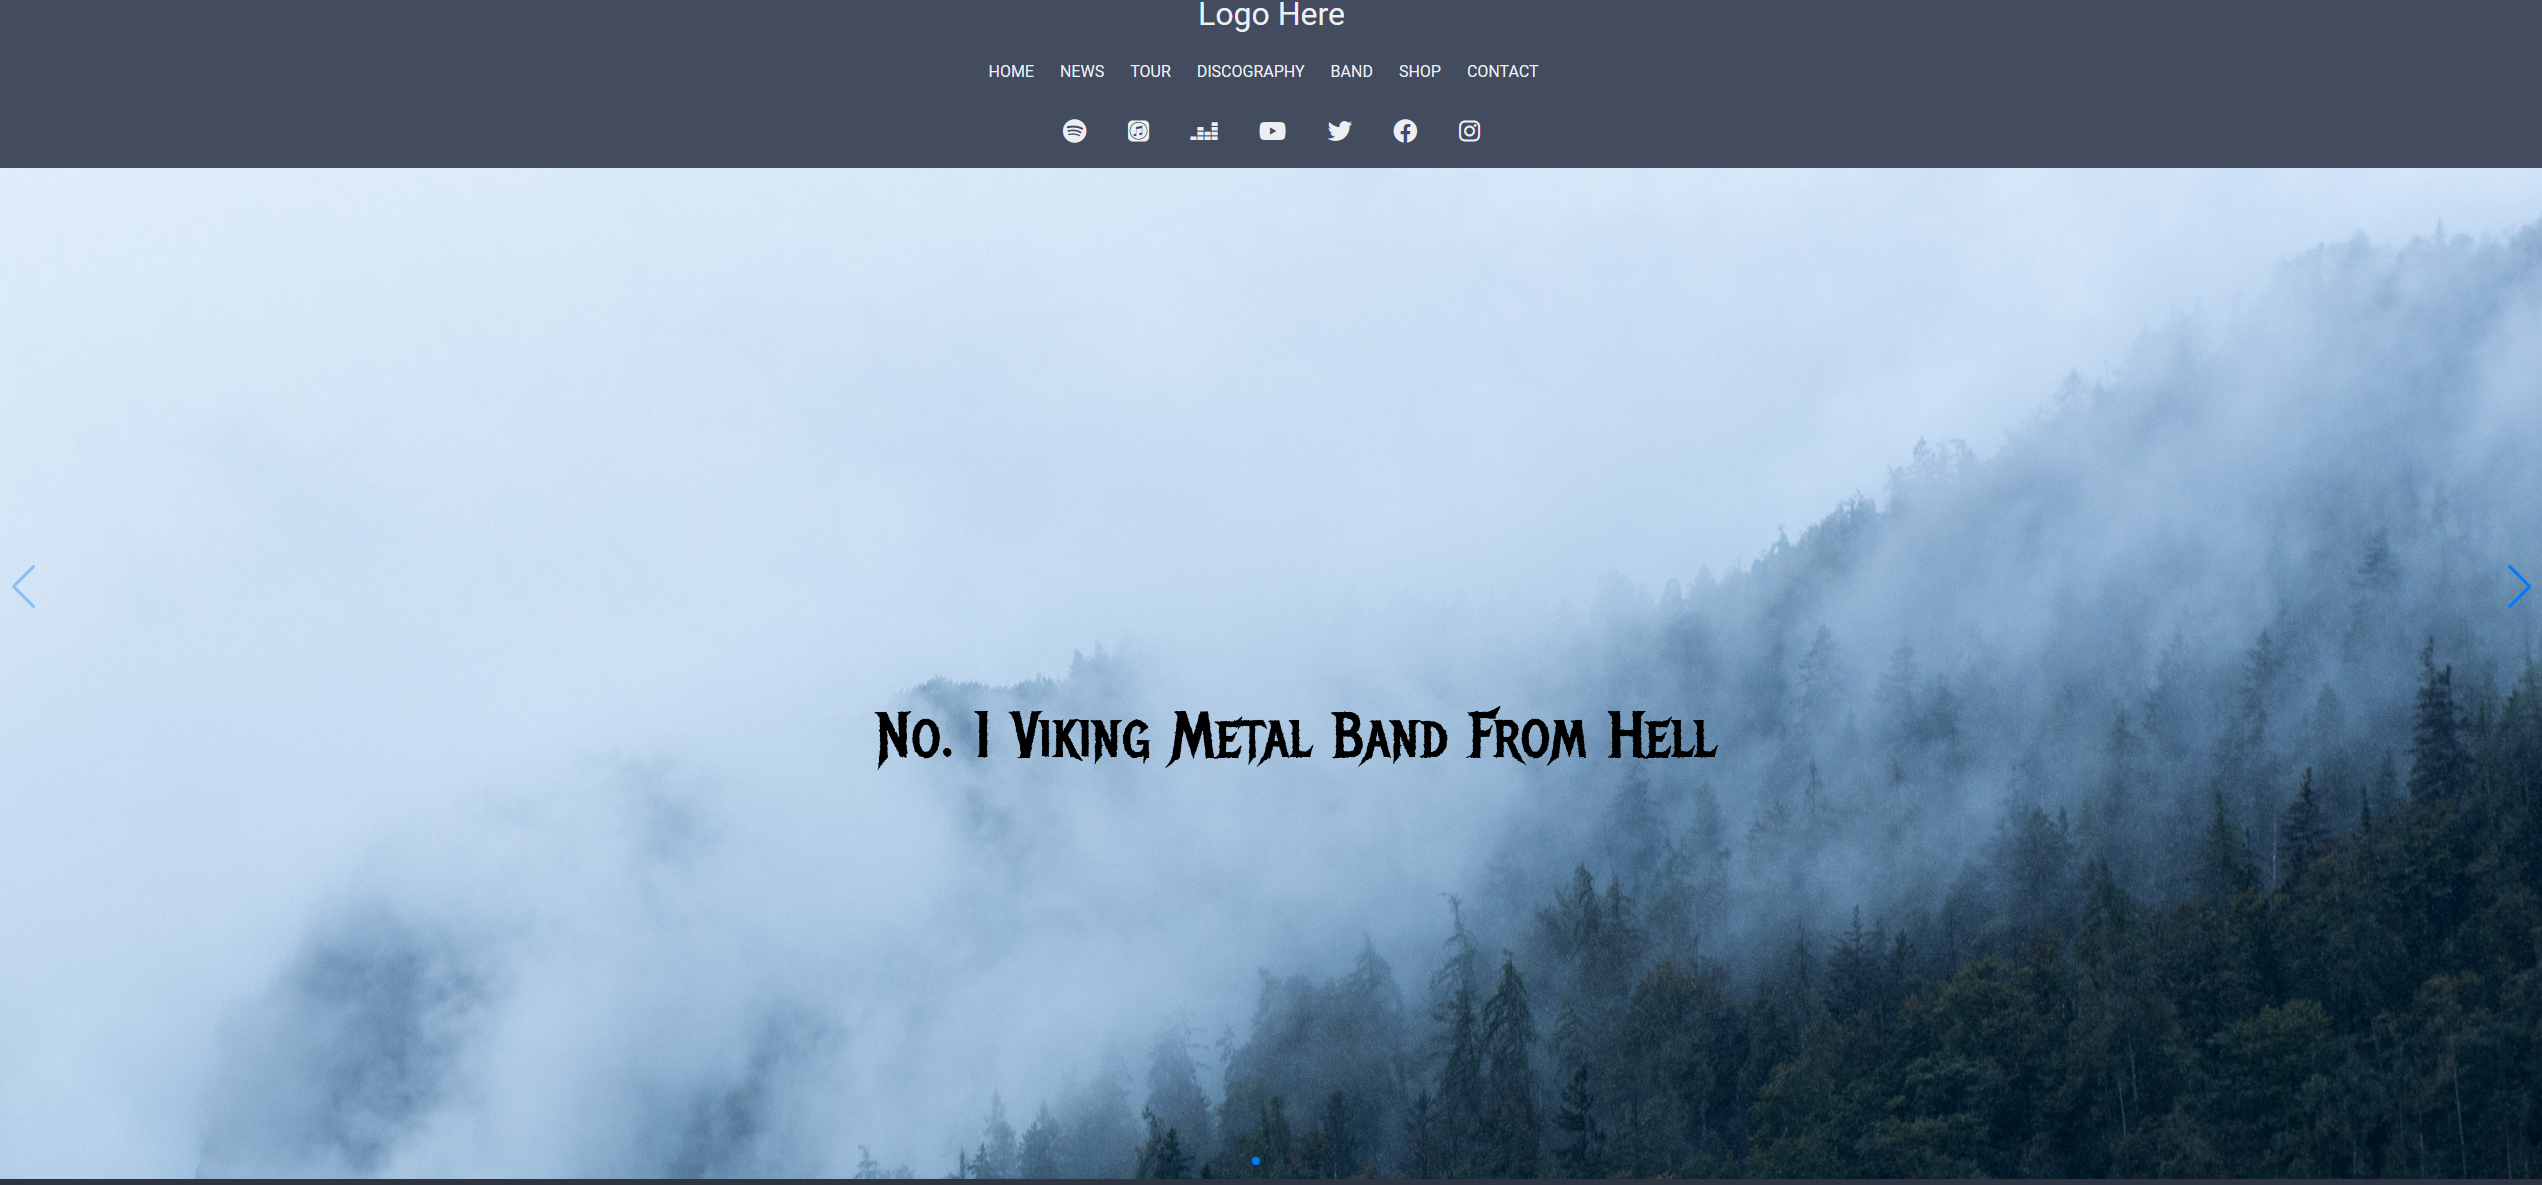 Logo Here
HOME NEWS TOUR DISCOGRAPHY BAND SHOP CONTACT
No. 1 Viking Metal Band From Hell